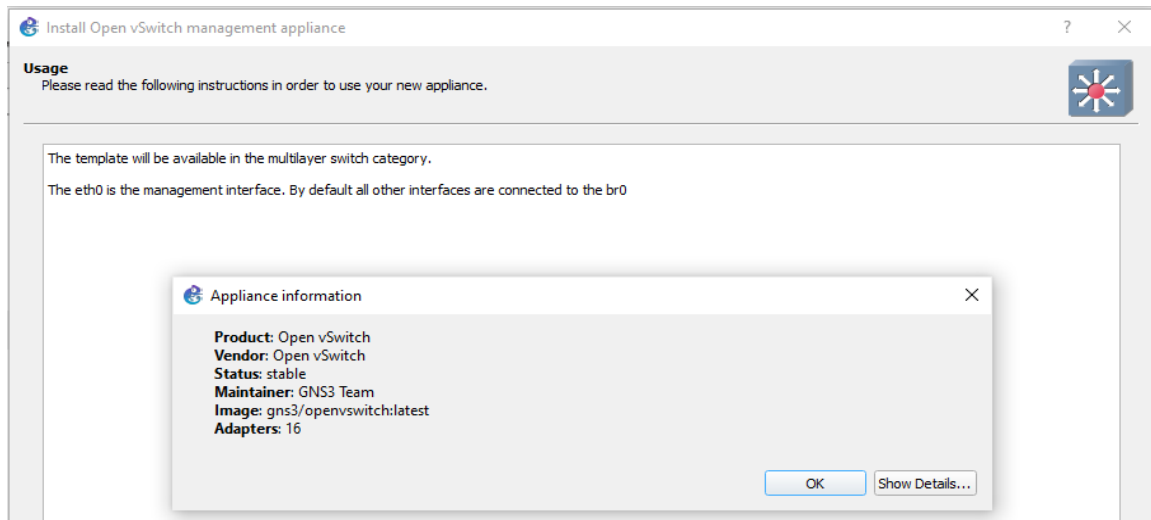 Install Open vSwitch management appliance
?
Usage
Please read the following instructions in order to use your new appliance.
The template will be available in the multilayer switch category.
The eth0 is the management interface. By default all other interfaces are connected to the br0
Appliance information
Product: Open vSwitch
Vendor: Open vSwitch
Status: stable
Maintainer: GNS3 Team
Image: gns3/openvswitch:latest
Adapters: 16
OK
Show Details...